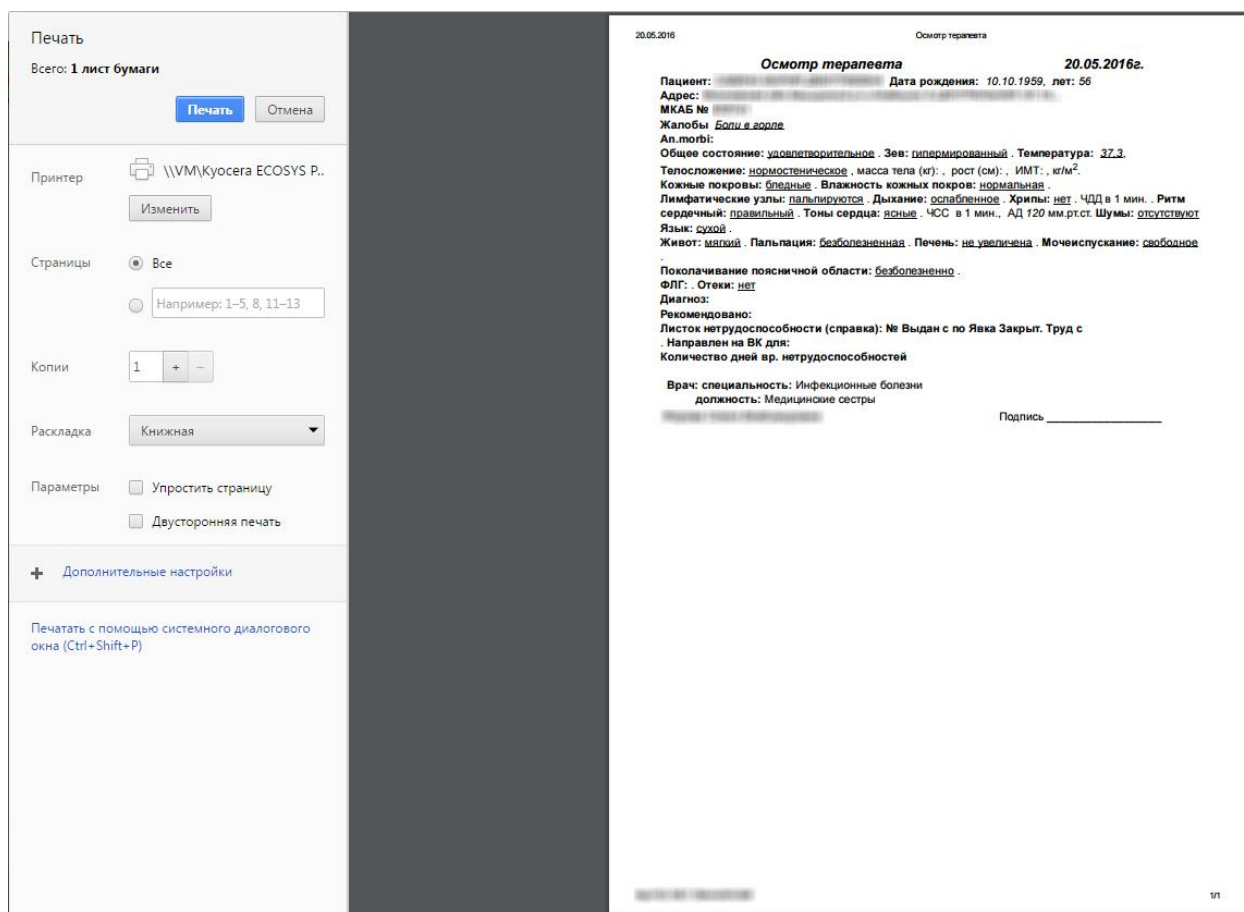 Печать
Всего: 1 лист бумаги
Печать
Отмена
Принтер
\\VM\Kyocera ECOSYS P..
Изменить
Страницы
Все
Например: 1–5, 8, 11–13
Копии
1
+
–
Раскладка
Книжная
Параметры
Упростить страницу
Двусторонняя печать
+ Дополнительные настройки
Печатать с помощью системного диалогового
окна (Ctrl+Shift+P)
20.05.2016
Осмотр терапевта
Осмотр терапевта 20.05.2016г.
Пациент: Дата рождения: 10.10.1959, лет: 56
Адрес:
МКАБ №
Жалобы Боли в горле
An.morbi:
Общее состояние: удовлетворительное . Зев: гипермированный . Температура: 37.3,
Телосложение: нормостеническое , масса тела (кг): , рост (см): , ИМТ: , кг/м2.
Кожные покровы: бледные . Влажность кожных покров: нормальная .
Лимфатические узлы: пальпируются . Дыхание: ослабленное . Хрипы: нет . ЧДД в 1 мин. . Ритм
сердечный: правильный . Тоны сердца: ясные . ЧСС в 1 мин., АД 120 мм.рт.ст. Шумы: отсутствуют
Язык: сухой .
Живот: мягкий . Пальпация: безболезненная . Печень: не увеличена . Мочеиспускание: свободное
.
Поколачивание поясничной области: безболезненно .
ФЛГ: . Отеки: нет
Диагноз:
Рекомендовано:
Листок нетрудоспособности (справка): № Выдан с по Явка Закрыт. Труд с
. Направлен на ВК для:
Количество дней вр. нетрудоспособностей
Врач: специальность: Инфекционные болезни
должность: Медицинские сестры
Подпись
1/1